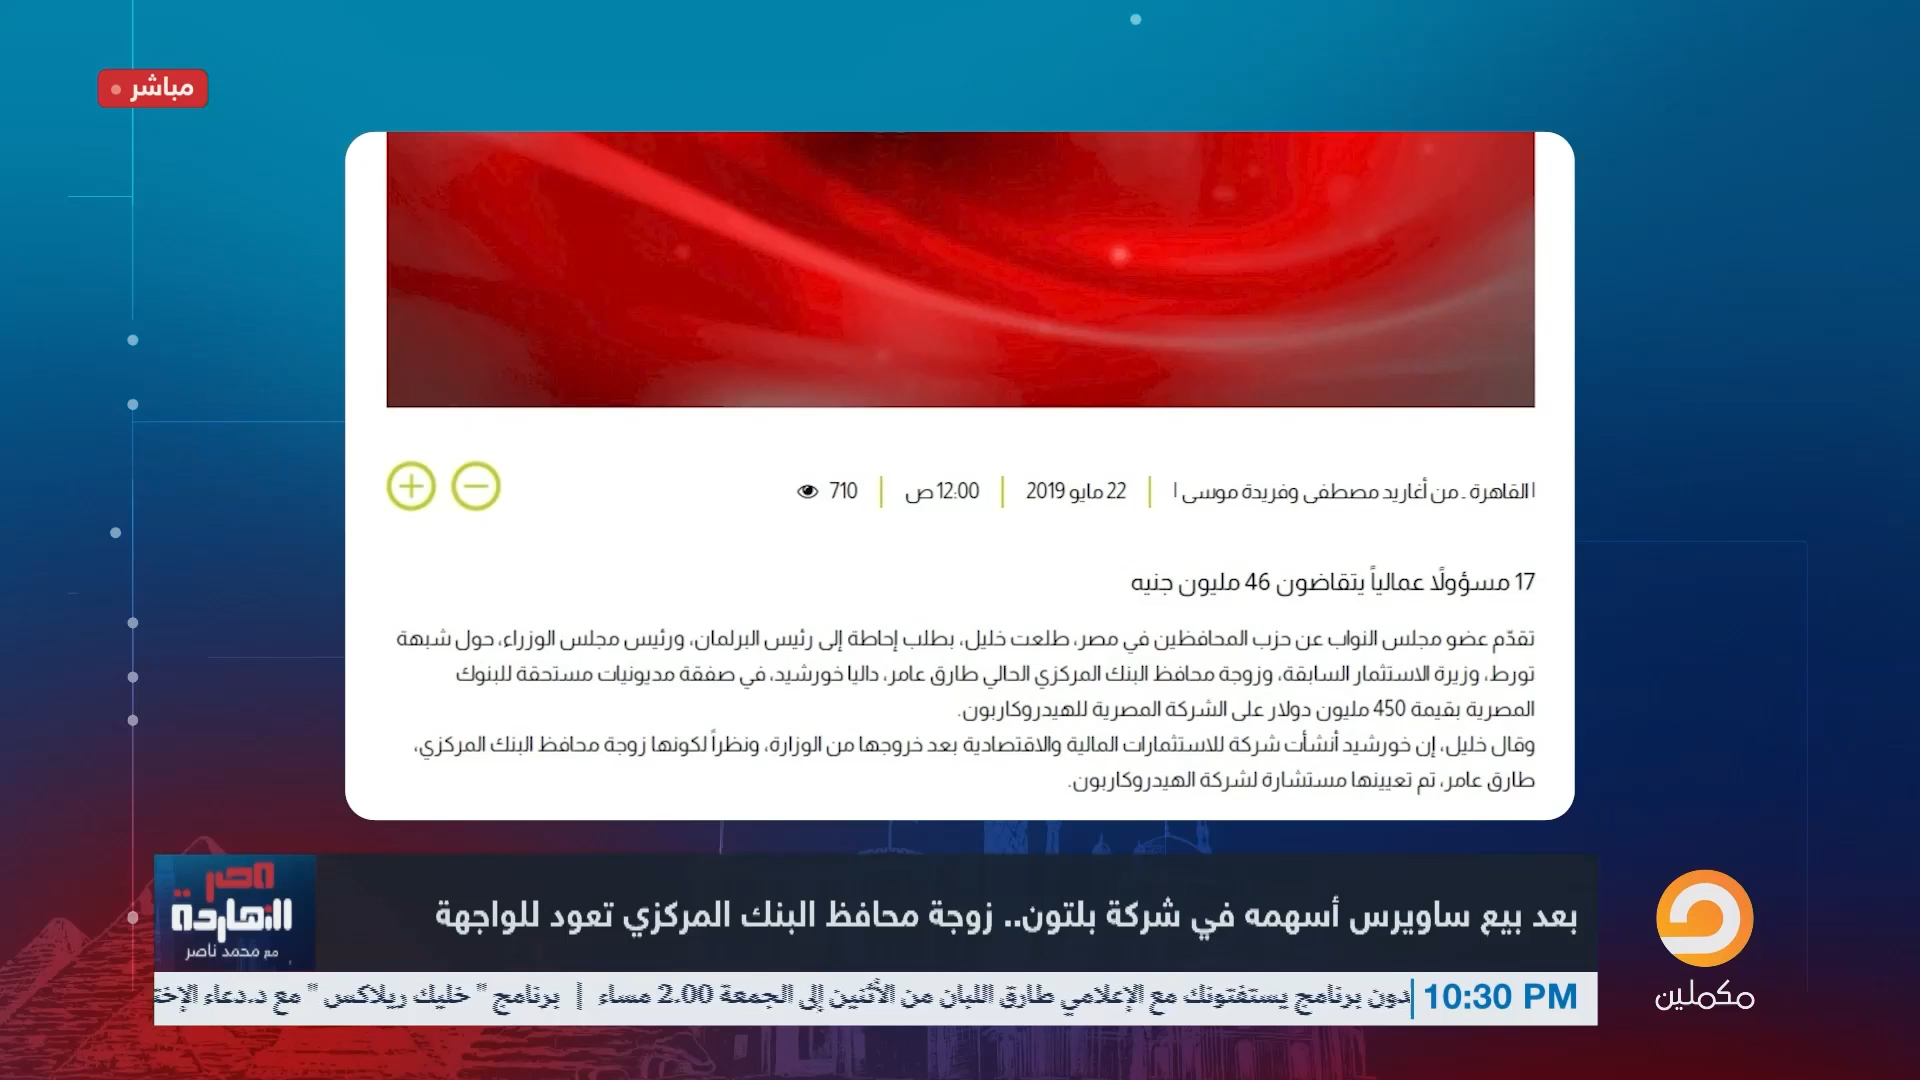 مباشر
ا القاهرة ـ من أغاريد مصطفى وفريدة موسى ا
22 مايو 2019
12:00 ص
710
17 مسؤولاً عمالياً يتقاضون 46 مليون جنيه
تقدّم عضو مجلس النواب عن حزب المحافظين في مصر، طلعت خليل، بطلب إحاطة إلى رئيس البرلمان، ورئيس مجلس الوزراء، حول شبهة
تورط، وزيرة الاستثمار السابقة، وزوجة محافظ البنك المركزي الحالي طارق عامر، داليا خورشيد، في صفقة مديونيات مستحقة للبنوك
المصرية بقيمة 450 مليون دولار على الشركة المصرية للهيدروكاربون.
وقال خليل، إن خورشيد أنشأت شركة للاستثمارات المالية والاقتصادية بعد خروجها من الوزارة، ونظراً لكونها زوجة محافظ البنك المركزي،
طارق عامر، تم تعيينها مستشارة لشركة الهيدروكاربون.
بعد بيع ساويرس أسهمه في شركة بلتون.. زوجة محافظ البنك المركزي تعود للواجهة
مصر
النهاردة
مع محمد ناصر
10:30 PM
برنامج يستفتونك مع الإعلامي طارق اللبان من الأثنين إلى الجمعة 2.00 مساء | برنامج " خليك ريلاكس " مع د.دعاء
مكملين